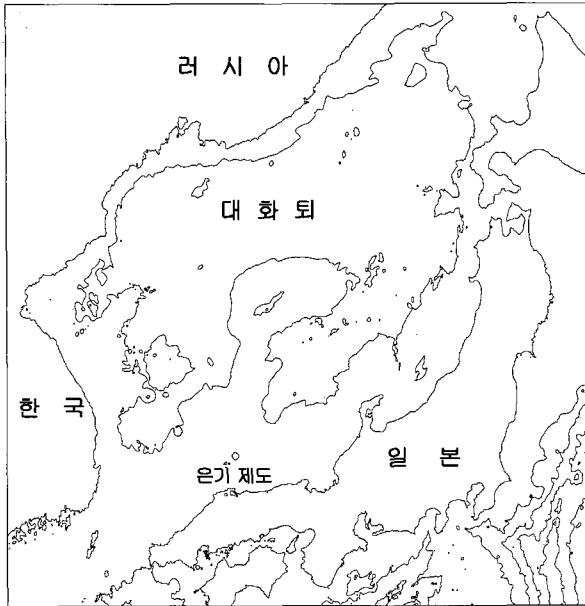 러 시 아
대 화 퇴
한 국
일 본
은기 제도